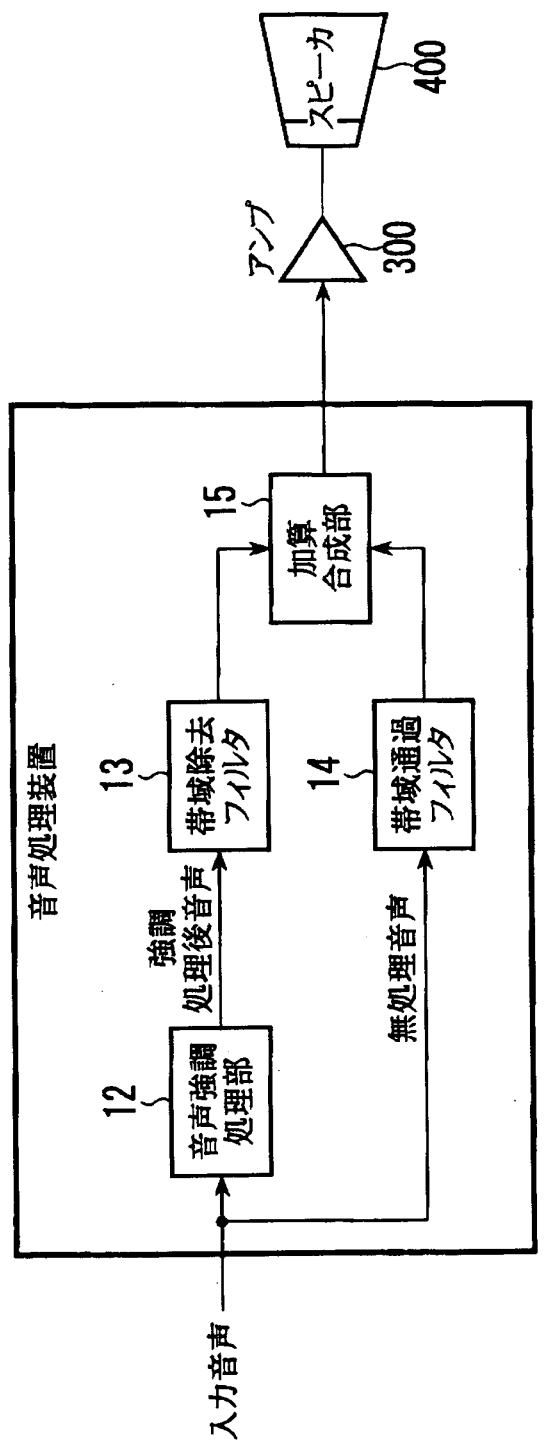 音声処理装置
入力音声
12
音声強調
処理部
強調
処理後音声
13
帯域除去
フィルタ
無処理音声
14
帯域通過
フィルタ
15
加算
合成部
アンプ
300
スピーカ
400